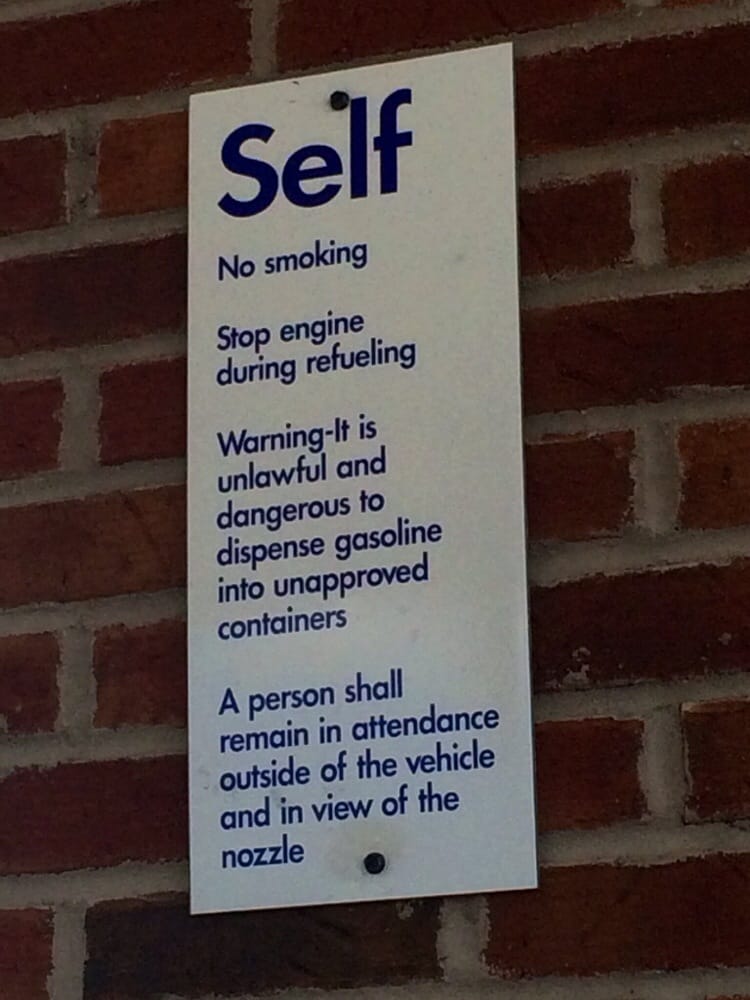 Self
No smoking
Stop engine
during refueling
Warning-It is
unlawful and
dangerous to
dispense gasoline
into unapproved
containers
A person shall
remain in attendance
outside of the vehicle
and in view of the
nozzle